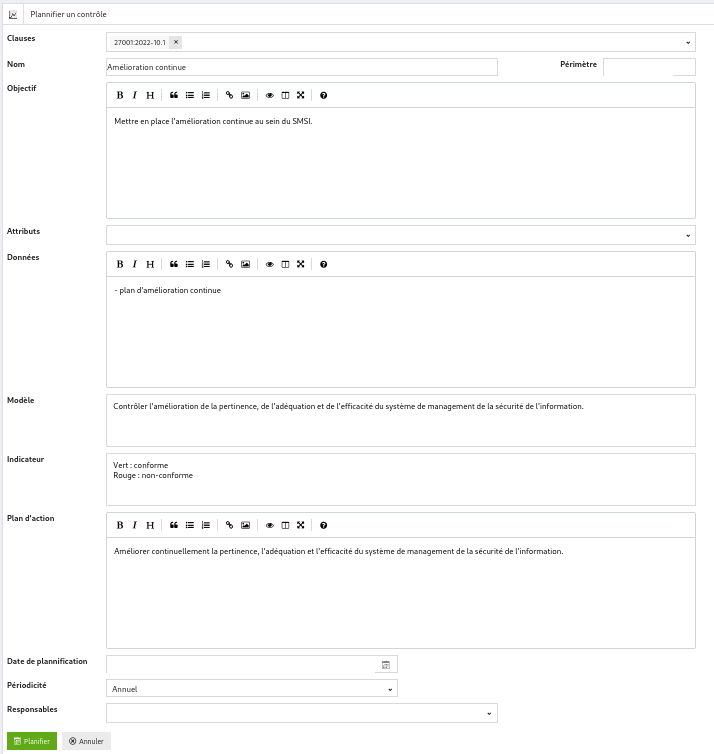 Plannifier un contrôle
Clauses
27001:2022-10.1 ×
Nom
Amélioration continue
Périmètre
Objectif
B I H
Mettre en place l'amélioration continue au sein du SMSI.
Attributs
Données
B I H
- plan d'amélioration continue
Modèle
Contrôler l'amélioration de la pertinence, de l'adéquation et de l'efficacité du système de management de la sécurité de l'information.
Indicateur
Vert : conforme
Rouge : non-conforme
Plan d'action
B I H
Améliorer continuellement la pertinence, l'adéquation et l'efficacité du système de management de la sécurité de l'information.
Date de plannification
Périodicité
Annuel
Responsables
Planifier
Annuler